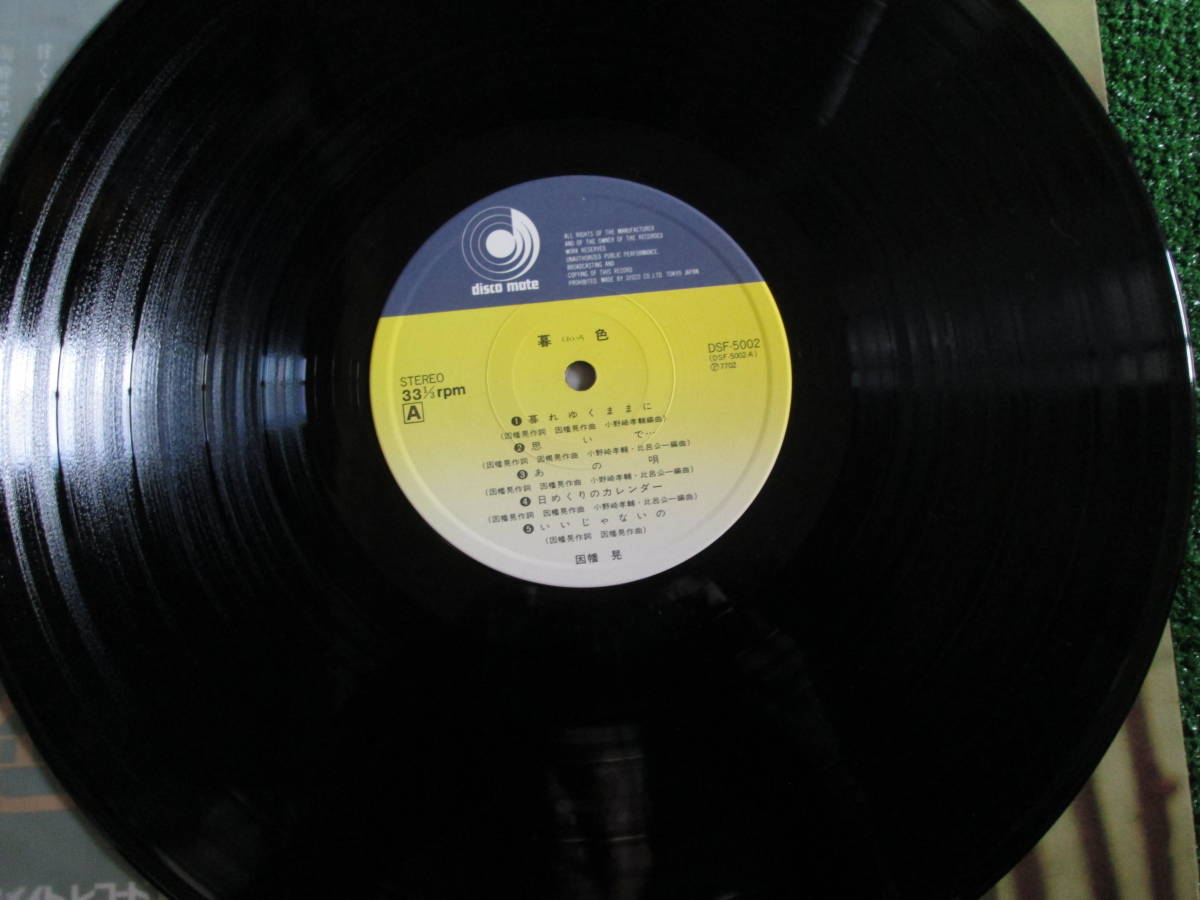 disco mate
ALL RIGHTS OF THE MANUFACTURER
AND OF THE OWNER OF THE RECORDED
WORK RESERVED.
UNAUTHORIZED PUBLIC PERFORMANCE.
BROADCASTING AND
COPYING OF THIS RECORD
PROHIBITED. MADE BY DISCO CO.,LTD. TOKYO JAPAN
暮色
DSF-5002
(DSF-5002-A)
Ⓟ7702
STEREO
33⅓rpm
A
❶暮れゆくままに
(因幡晃作詞 因幡晃作曲 小野崎孝輔編曲)
❷思いで…
(因幡晃作詞 因幡晃作曲 小野崎孝輔・比呂公一編曲)
❸あの唄
(因幡晃作詞 因幡晃作曲 小野崎孝輔・比呂公一編曲)
❹日めくりのカレンダー
(因幡晃作詞 因幡晃作曲 小野崎孝輔・比呂公一編曲)
❺いいじゃないの
(因幡晃作詞 因幡晃作曲)
因幡 晃